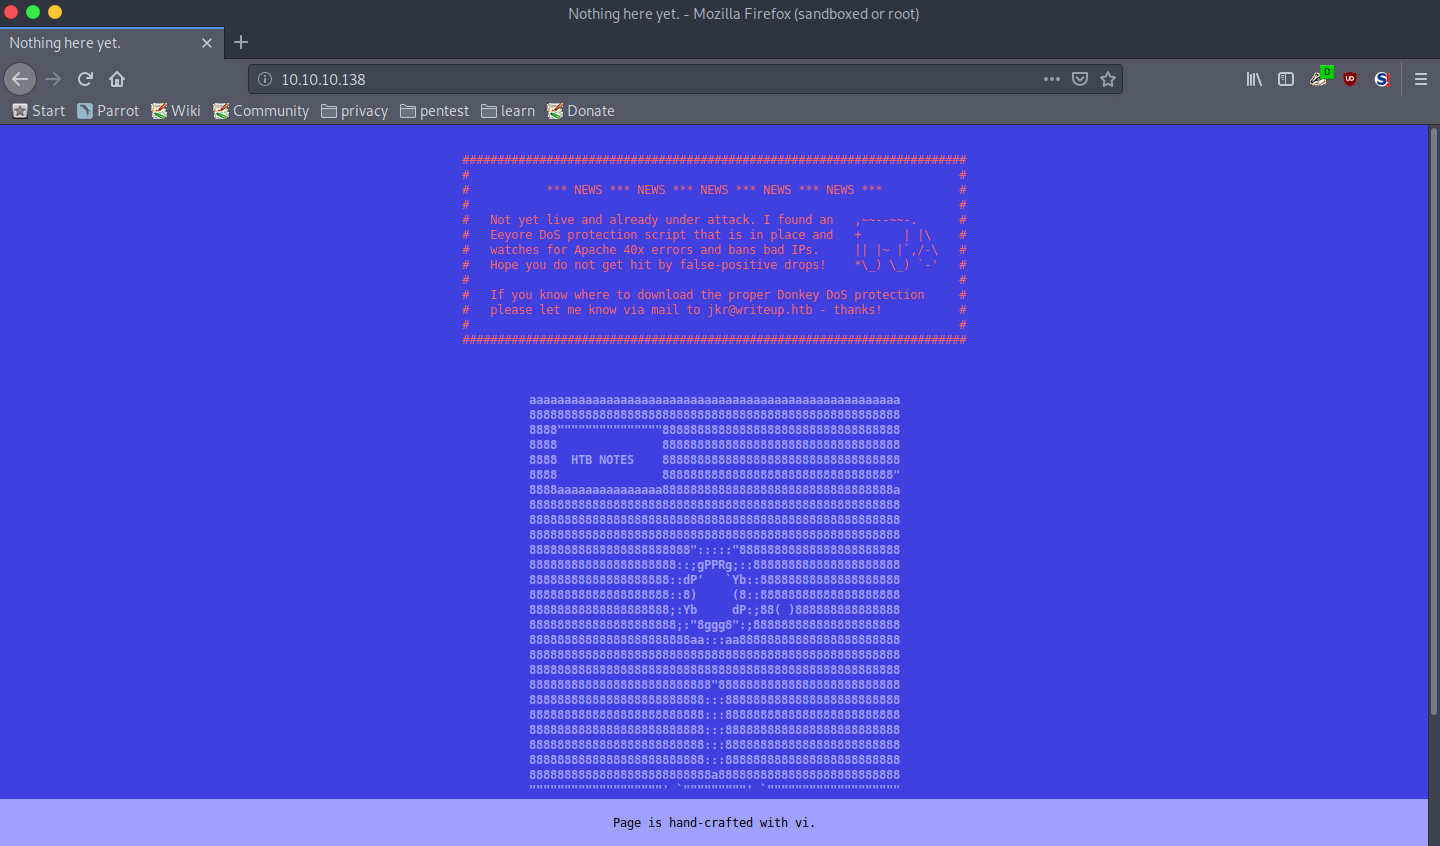 Nothing here yet. - Mozilla Firefox (sandboxed or root)
Nothing here yet.
10.10.10.138
0
Start Parrot Wiki Community privacy pentest learn Donate
########################################################################
#                                                                      #
#           *** NEWS *** NEWS *** NEWS *** NEWS *** NEWS ***           #
#                                                                      #
#   Not yet live and already under attack. I found an   ,~~--~~-.      #
#   Eeyore DoS protection script that is in place and   +      | |\    #
#   watches for Apache 40x errors and bans bad IPs.     || |~ |`,/-\   #
#   Hope you do not get hit by false-positive drops!    *\_) \_) `-'   #
#                                                                      #
#   If you know where to download the proper Donkey DoS protection     #
#   please let me know via mail to jkr@writeup.htb - thanks!           #
#                                                                      #
########################################################################
HTB NOTES
Page is hand-crafted with vi.